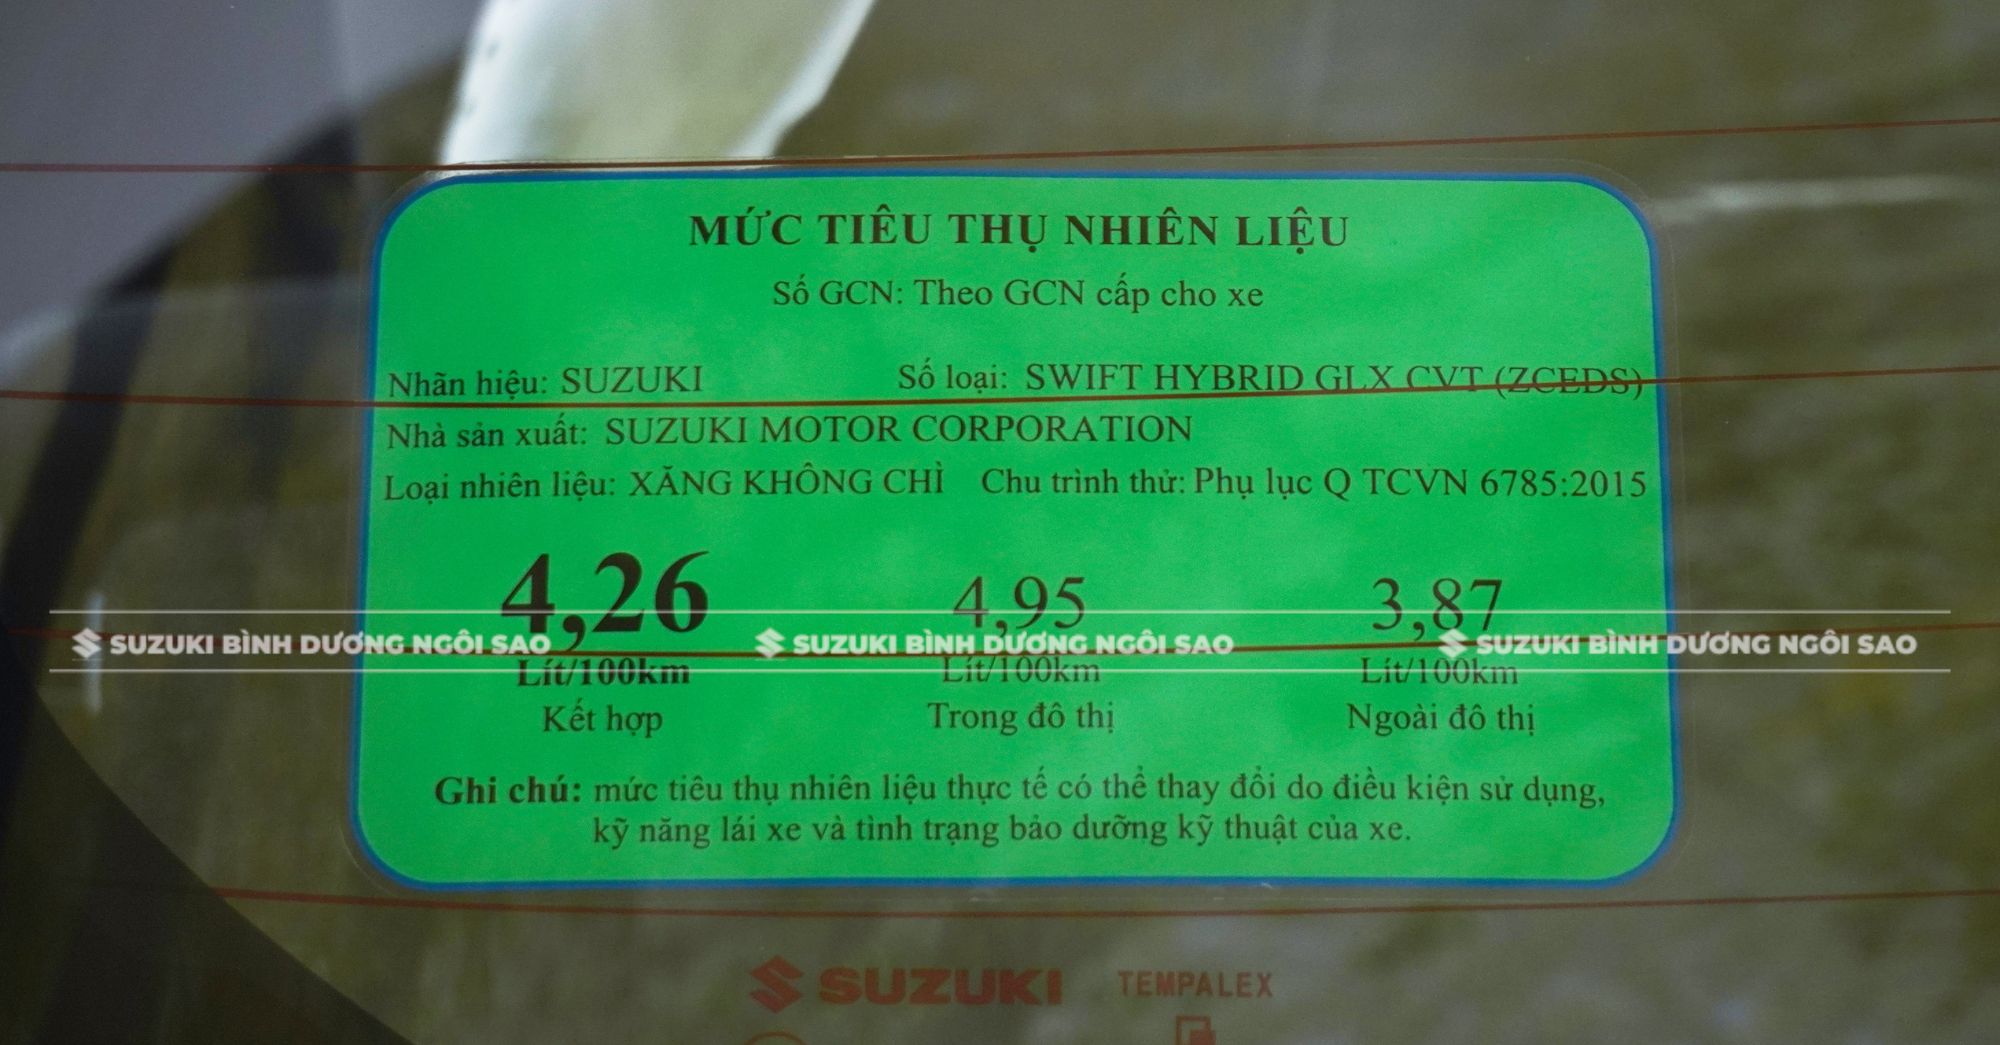 MỨC TIÊU THỤ NHIÊN LIỆU
Số GCN: Theo GCN cấp cho xe
Nhãn hiệu: SUZUKI Số loại: SWIFT HYBRID GLX CVT (ZCEDS)
Nhà sản xuất: SUZUKI MOTOR CORPORATION
Loại nhiên liệu: XĂNG KHÔNG CHÌ Chu trình thử: Phụ lục Q TCVN 6785:2015
4,26 4,95 3,87
SUZUKI BÌNH DƯƠNG NGÔI SAO SUZUKI BÌNH DƯƠNG NGÔI SAO SUZUKI BÌNH DƯƠNG NGÔI SAO
Lít/100km Lít/100km Lít/100km
Kết hợp Trong đô thị Ngoài đô thị
Ghi chú: mức tiêu thụ nhiên liệu thực tế có thể thay đổi do điều kiện sử dụng,
kỹ năng lái xe và tình trạng bảo dưỡng kỹ thuật của xe.
SUZUKI TEMPALEX